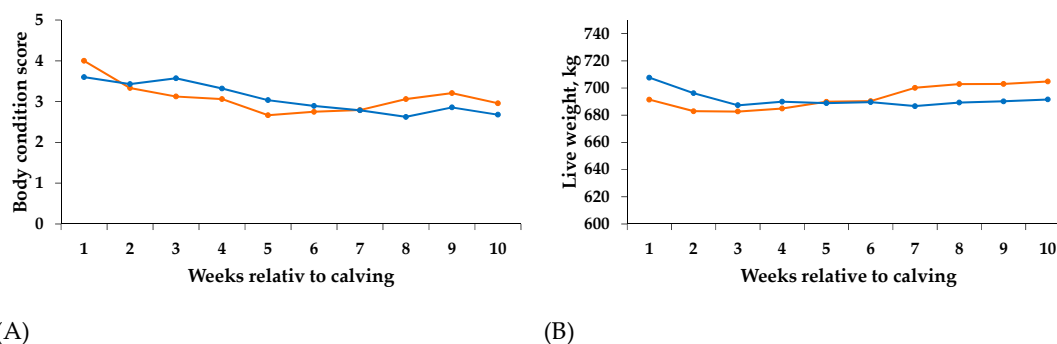 Body condition score
5
4
3
2
1
0
1 2 3 4 5 6 7 8 9 10
Weeks relativ to calving
(A)
Live weight, kg
740
720
700
680
660
640
620
600
1 2 3 4 5 6 7 8 9 10
Weeks relative to calving
(B)